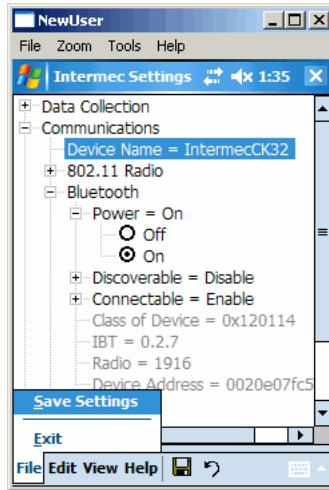 NewUser
File Zoom Tools Help
Intermec Settings 1:35
Data Collection
Communications
Device Name = IntermecCK32
802.11 Radio
Bluetooth
Power = On
Off
On
Discoverable = Disable
Connectable = Enable
Class of Device = 0x120114
IBT = 0.2.7
Radio = 1916
Device Address = 0020e07fc5
Save Settings
Exit
File Edit View Help